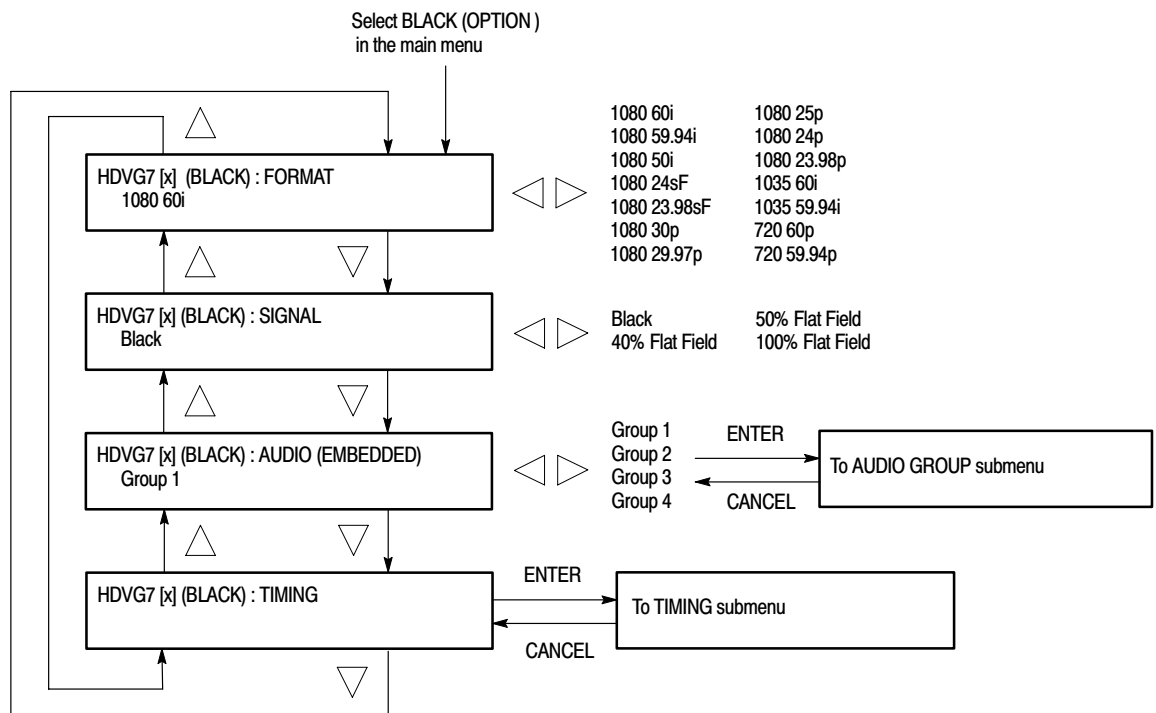 Select BLACK (OPTION )
in the main menu
HDVG7 [x] (BLACK) : FORMAT
1080 60i
1080 60i 1080 25p
1080 59.94i 1080 24p
1080 50i 1080 23.98p
1080 24sF 1035 60i
1080 23.98sF 1035 59.94i
1080 30p 720 60p
1080 29.97p 720 59.94p
HDVG7 [x] (BLACK) : SIGNAL
Black
Black 50% Flat Field
40% Flat Field 100% Flat Field
HDVG7 [x] (BLACK) : AUDIO (EMBEDDED)
Group 1
Group 1
Group 2
Group 3
Group 4
ENTER
CANCEL
To AUDIO GROUP submenu
HDVG7 [x] (BLACK) : TIMING
ENTER
CANCEL
To TIMING submenu